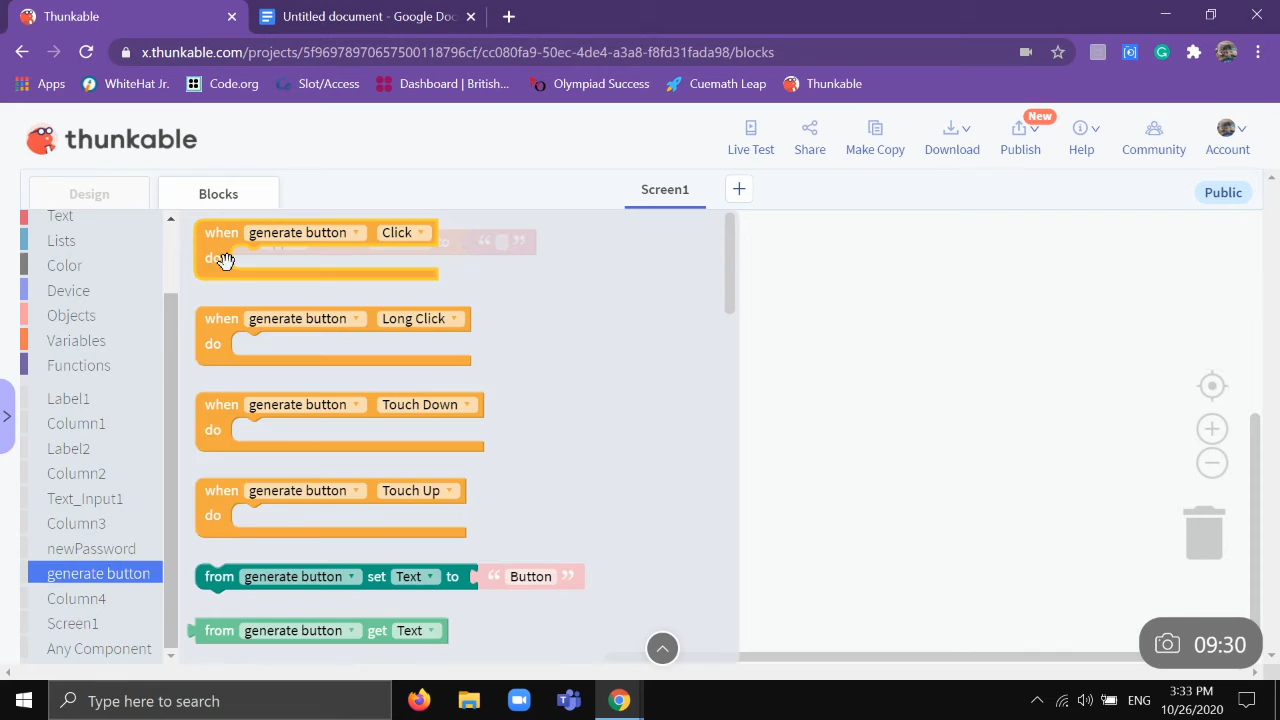 Thunkable
Untitled document - Google Doc
x.thunkable.com/projects/5f96978970657500118796cf/cc080fa9-50ec-4de4-a3a8-f8fd31fada98/blocks
Apps WhiteHat Jr. Code.org Slot/Access Dashboard | British... Olympiad Success Cuemath Leap Thunkable
thunkable
New
Live Test Share Make Copy Download Publish Help Community Account
Design Blocks Screen1 + Public
Text
Lists
Color
Device
Objects
Variables
Functions
Label1
Column1
Label2
Column2
Text_Input1
Column3
newPassword
generate button
Column4
Screen1
Any Component
when generate button Click
do
when generate button Long Click
do
when generate button Touch Down
do
when generate button Touch Up
do
from generate button set Text to “ Button ”
from generate button get Text
09:30
Type here to search
ENG
3:33 PM
10/26/2020